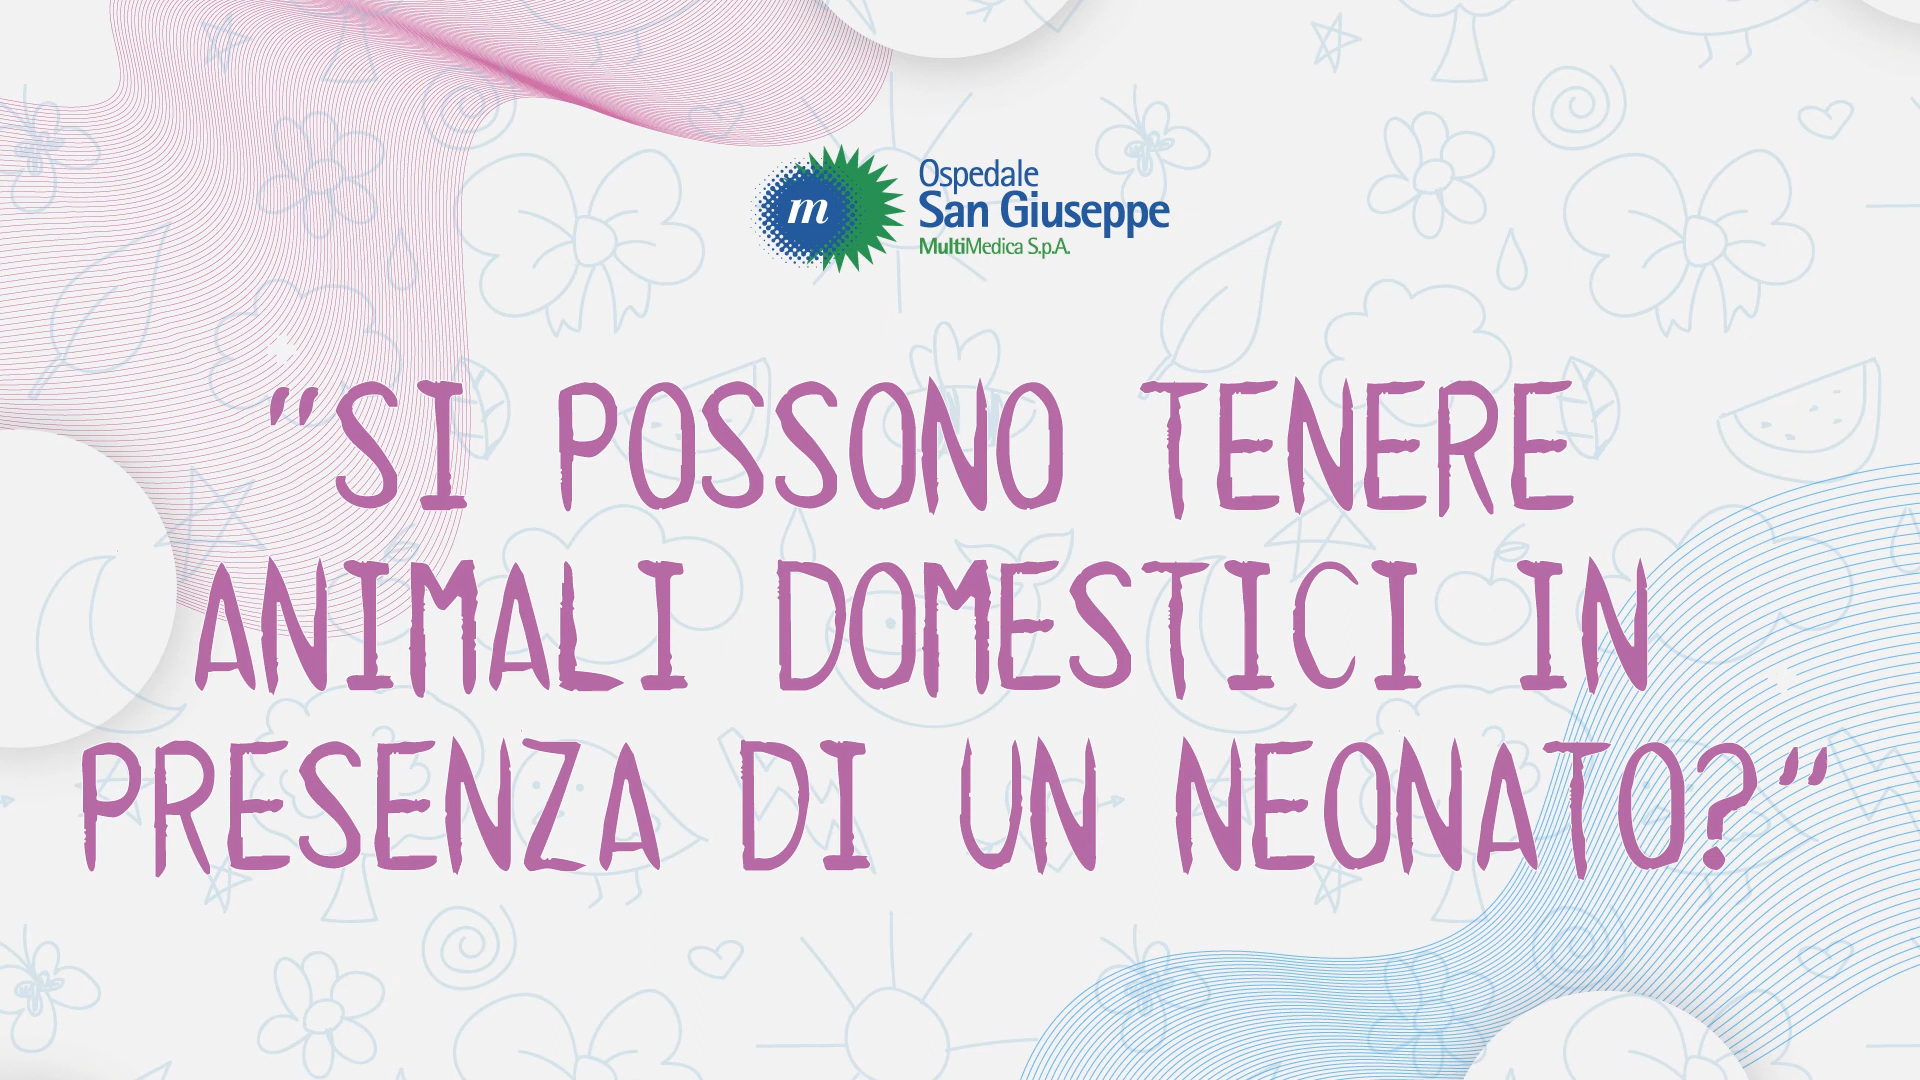 m
Ospedale
San Giuseppe
MultiMedica S.p.A.
"SI POSSONO TENERE
ANIMALI DOMESTICI IN
PRESENZA DI UN NEONATO?"